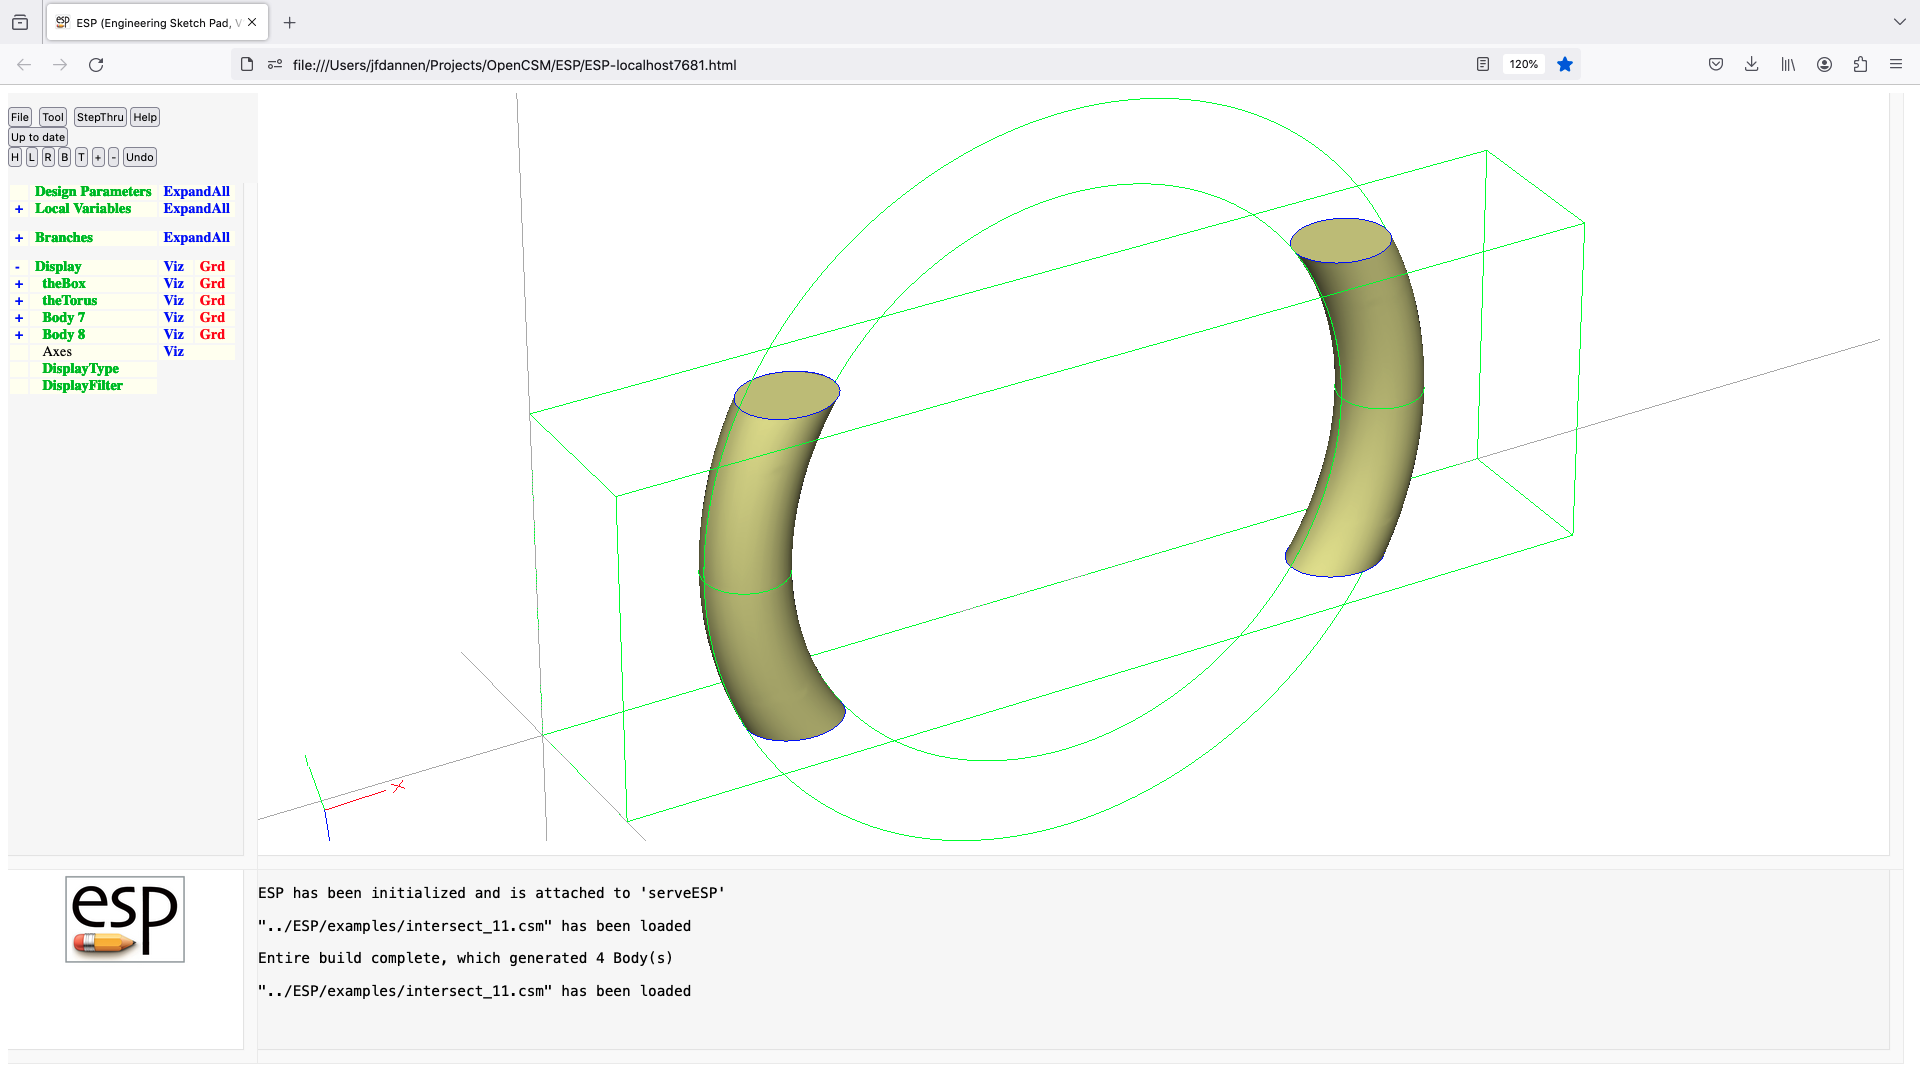 ESP (Engineering Sketch Pad, V
file:///Users/jfdannen/Projects/OpenCSM/ESP/ESP-localhost7681.html
120%
File Tool StepThru Help
Up to date
H L R B T + - Undo
Design Parameters ExpandAll
+ Local Variables ExpandAll
+ Branches ExpandAll
- Display Viz Grd
+ theBox Viz Grd
+ theTorus Viz Grd
+ Body 7 Viz Grd
+ Body 8 Viz Grd
Axes Viz
DisplayType
DisplayFilter
X
esp
ESP has been initialized and is attached to 'serveESP'
"../ESP/examples/intersect_11.csm" has been loaded
Entire build complete, which generated 4 Body(s)
"../ESP/examples/intersect_11.csm" has been loaded